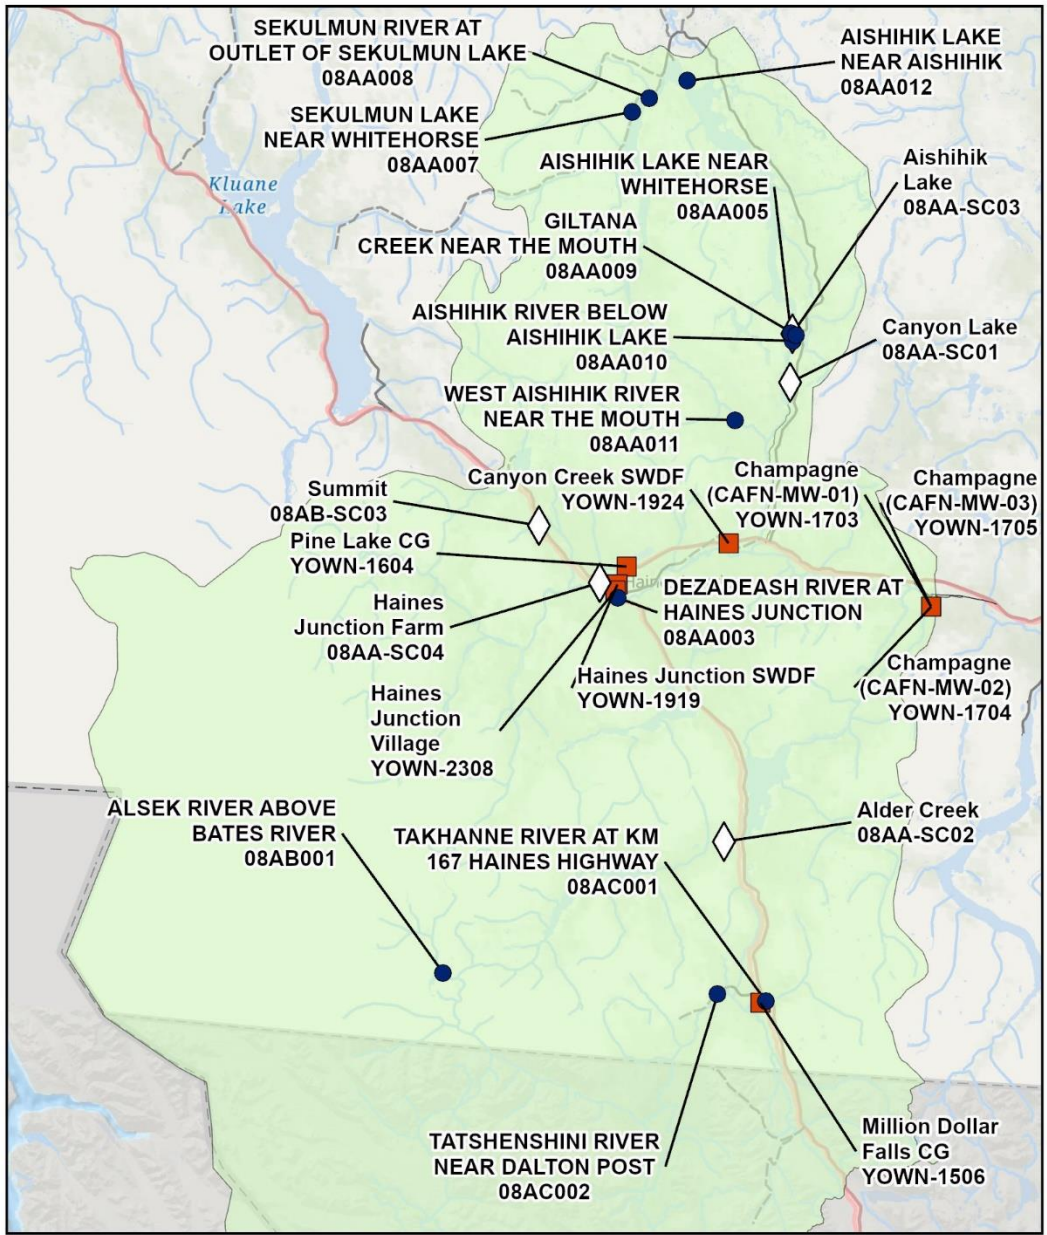 SEKULMUN RIVER AT
OUTLET OF SEKULMUN LAKE
08AA008
AISHIHIK LAKE
NEAR AISHIHIK
08AA012
SEKULMUN LAKE
NEAR WHITEHORSE
08AA007
AISHIHIK LAKE NEAR
WHITEHORSE
08AA005
Aishihik
Lake
08AA-SC03
Kluane
Lake
GILTANA
CREEK NEAR THE MOUTH
08AA009
AISHIHIK RIVER BELOW
AISHIHIK LAKE
08AA010
Canyon Lake
08AA-SC01
WEST AISHIHIK RIVER
NEAR THE MOUTH
08AA011
Canyon Creek SWDF
YOWN-1924
Champagne
(CAFN-MW-01)
YOWN-1703
Champagne
(CAFN-MW-03)
YOWN-1705
Summit
08AB-SC03
Pine Lake CG
YOWN-1604
Haines
Junction Farm
08AA-SC04
Hain
DEZADEASH RIVER AT
HAINES JUNCTION
08AA003
Haines Junction SWDF
YOWN-1919
Champagne
(CAFN-MW-02)
YOWN-1704
Haines
Junction
Village
YOWN-2308
ALSEK RIVER ABOVE
BATES RIVER
08AB001
TAKHANNE RIVER AT KM
167 HAINES HIGHWAY
08AC001
Alder Creek
08AA-SC02
TATSHENSHINI RIVER
NEAR DALTON POST
08AC002
Million Dollar
Falls CG
YOWN-1506